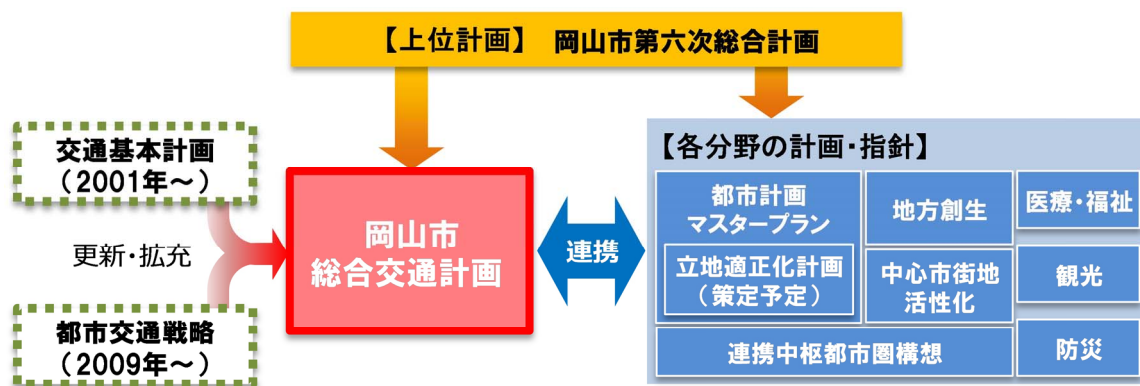 【上位計画】 岡山市第六次総合計画
交通基本計画
（2001年～）
更新・拡充
都市交通戦略
（2009年～）
岡山市
総合交通計画
連携
【各分野の計画・指針】
都市計画
マスタープラン
立地適正化計画
（策定予定）
地方創生
中心市街地
活性化
連携中枢都市圏構想
医療・福祉
観光
防災